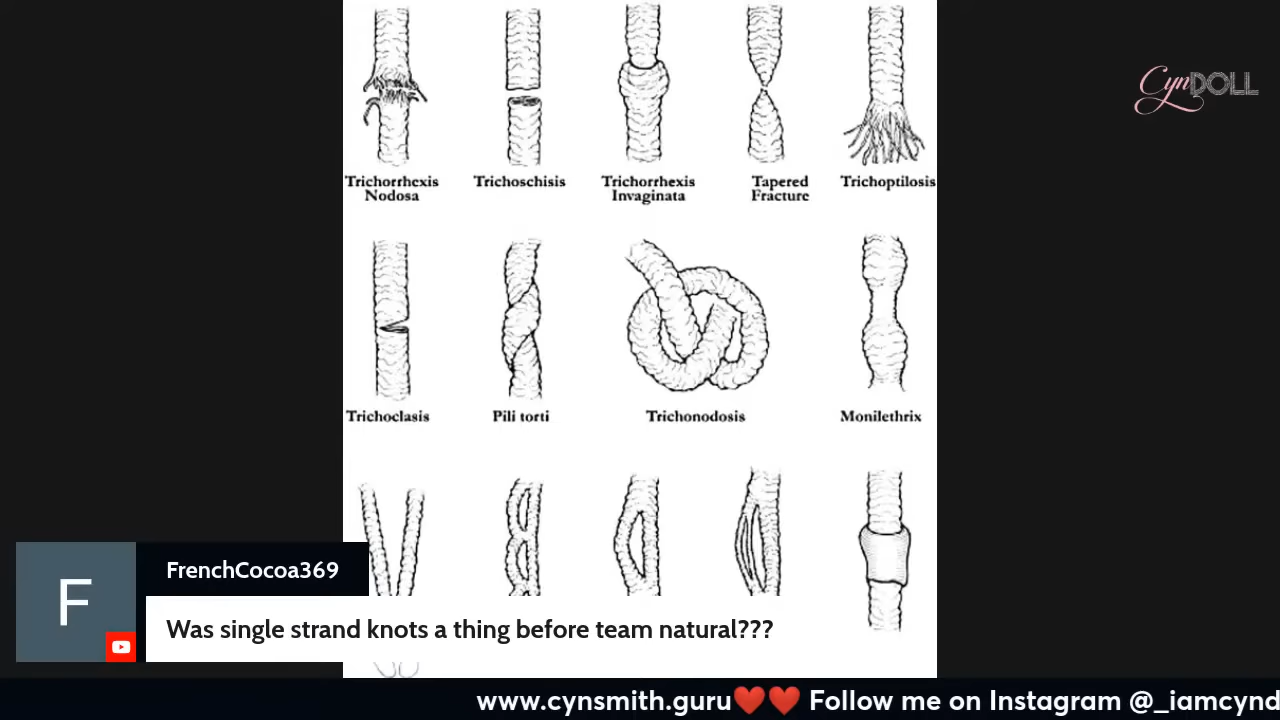 CynDOLL
Trichorrhexis Nodosa
Trichoschisis
Trichorrhexis Invaginata
Tapered Fracture
Trichoptilosis
Trichoclasis
Pili torti
Trichonodosis
Monilethrix
F
FrenchCocoa369
Was single strand knots a thing before team natural???
www.cynsmith.guru❤️❤️ Follow me on Instagram @_iamcynd